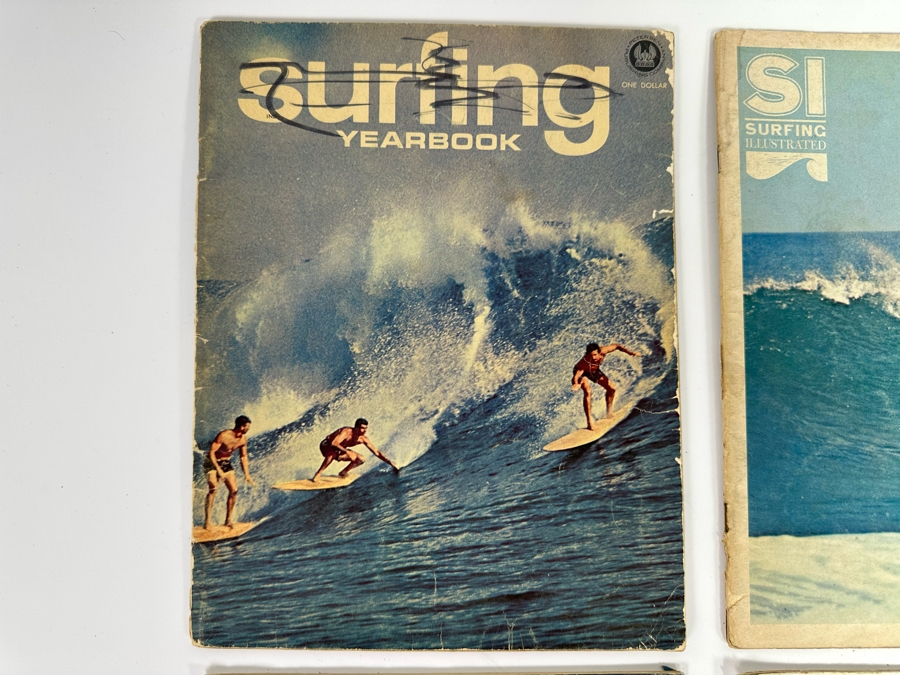 surfing
YEARBOOK
ONE DOLLAR
SI
SURFING
ILLUSTRATED